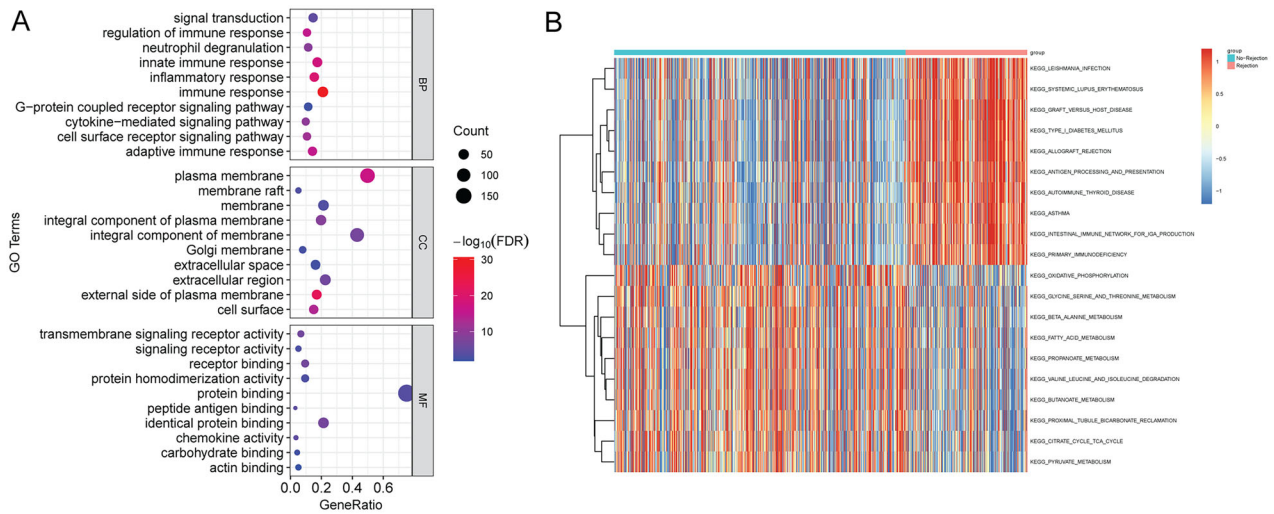 A
signal transduction
regulation of immune response
neutrophil degranulation
innate immune response
inflammatory response
immune response
G−protein coupled receptor signaling pathway
cytokine−mediated signaling pathway
cell surface receptor signaling pathway
adaptive immune response
BP
plasma membrane
membrane raft
membrane
integral component of plasma membrane
integral component of membrane
Golgi membrane
extracellular space
extracellular region
external side of plasma membrane
cell surface
CC
transmembrane signaling receptor activity
signaling receptor activity
receptor binding
protein homodimerization activity
protein binding
peptide antigen binding
identical protein binding
chemokine activity
carbohydrate binding
actin binding
MF
GO Terms
0.0 0.2 0.4 0.6
GeneRatio
Count
50
100
150
−log10(FDR)
30
20
10
B
group
KEGG_LEISHMANIA_INFECTION
KEGG_SYSTEMIC_LUPUS_ERYTHEMATOSUS
KEGG_GRAFT_VERSUS_HOST_DISEASE
KEGG_TYPE_I_DIABETES_MELLITUS
KEGG_ALLOGRAFT_REJECTION
KEGG_ANTIGEN_PROCESSING_AND_PRESENTATION
KEGG_AUTOIMMUNE_THYROID_DISEASE
KEGG_ASTHMA
KEGG_INTESTINAL_IMMUNE_NETWORK_FOR_IGA_PRODUCTION
KEGG_PRIMARY_IMMUNODEFICIENCY
KEGG_OXIDATIVE_PHOSPHORYLATION
KEGG_GLYCINE_SERINE_AND_THREONINE_METABOLISM
KEGG_BETA_ALANINE_METABOLISM
KEGG_FATTY_ACID_METABOLISM
KEGG_PROPANOATE_METABOLISM
KEGG_VALINE_LEUCINE_AND_ISOLEUCINE_DEGRADATION
KEGG_BUTANOATE_METABOLISM
KEGG_PROXIMAL_TUBULE_BICARBONATE_RECLAMATION
KEGG_CITRATE_CYCLE_TCA_CYCLE
KEGG_PYRUVATE_METABOLISM
1
0.5
0
−0.5
−1
group
No−Rejection
Rejection